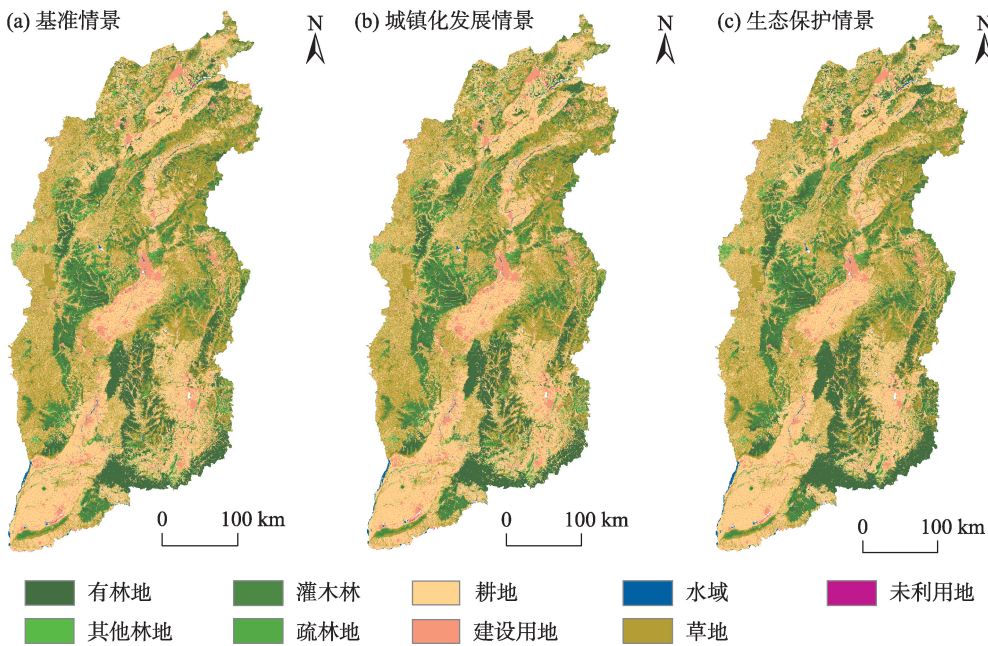 (a) 基准情景 N (b) 城镇化发展情景 N (c) 生态保护情景 N
0 100 km 0 100 km 0 100 km
有林地 灌木林 耕地 水域 未利用地
其他林地 疏林地 建设用地 草地